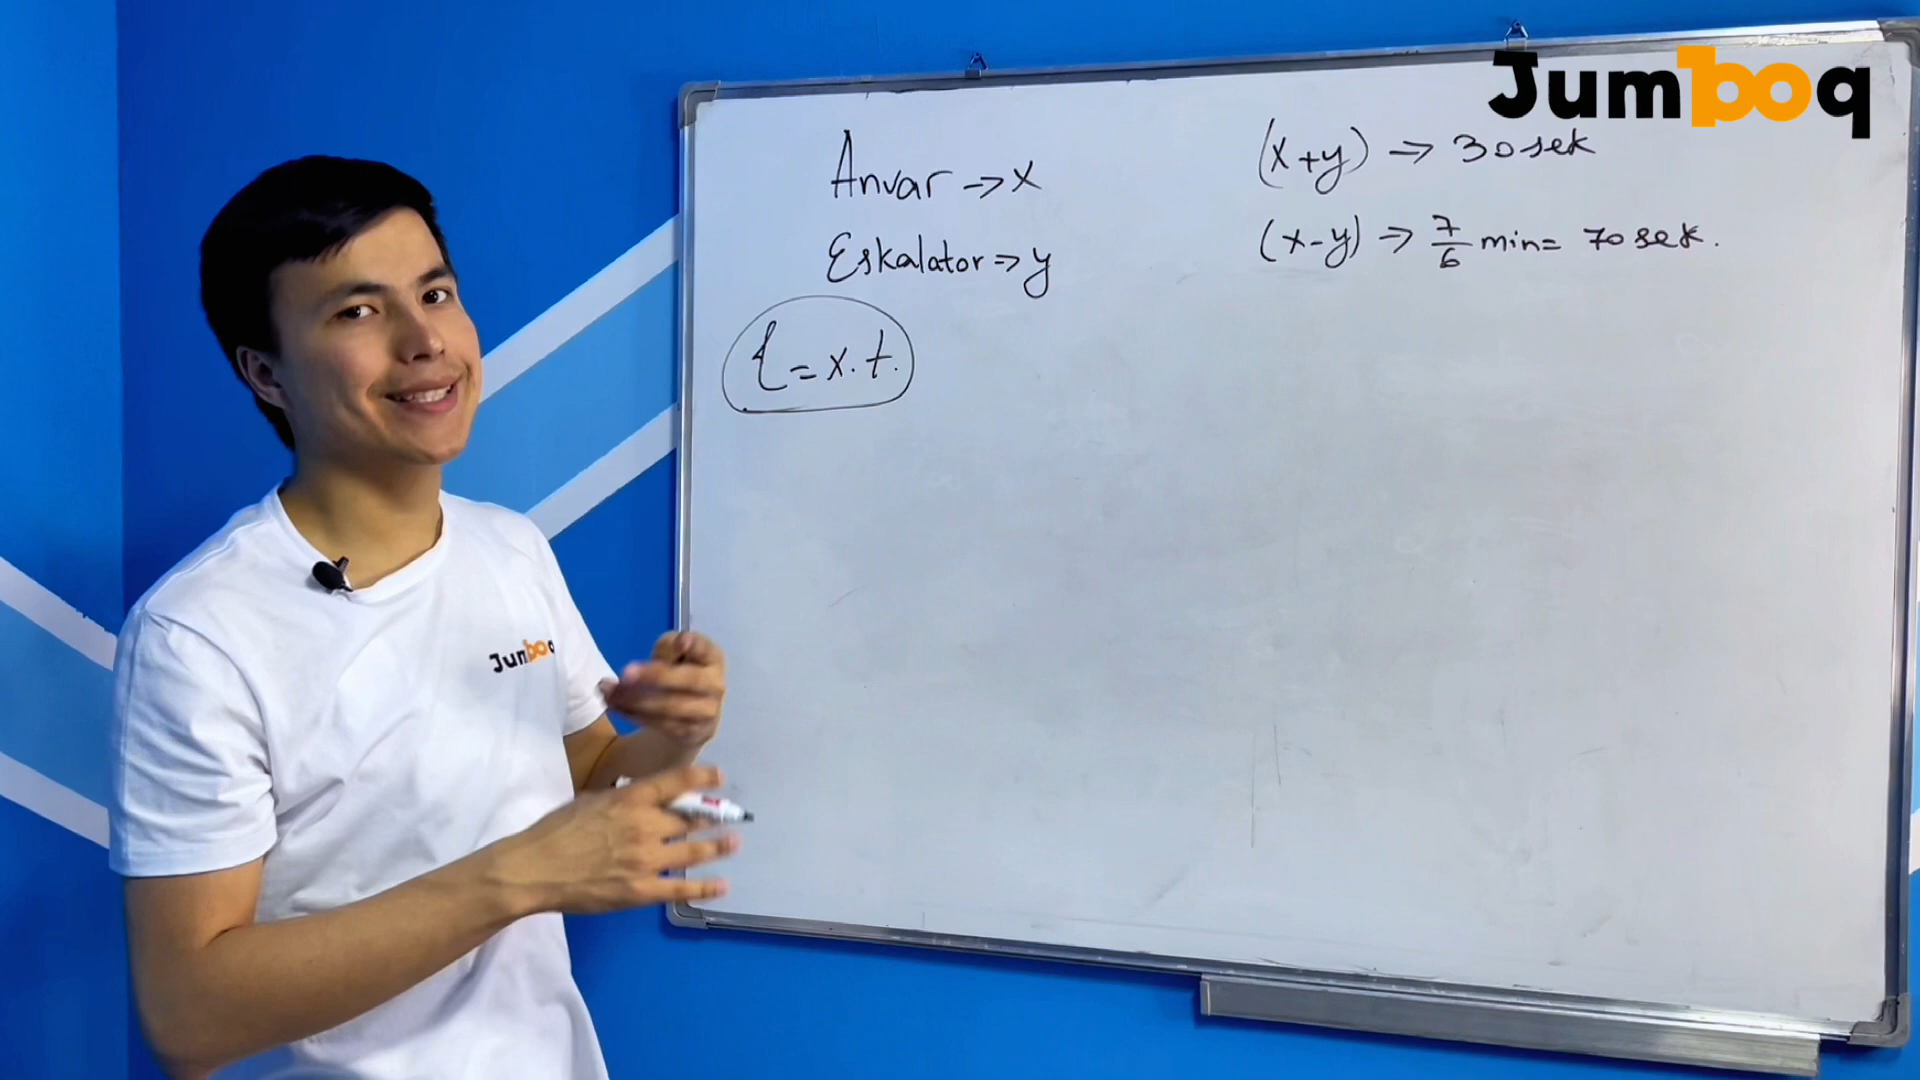 Jumboq
Anvar → x
Eskalator ⇒ y
l = x.t.
(x+y) ⇒ 30 sek
(x-y) ⇒ 7/6 min = 70 sek.
Jumboq